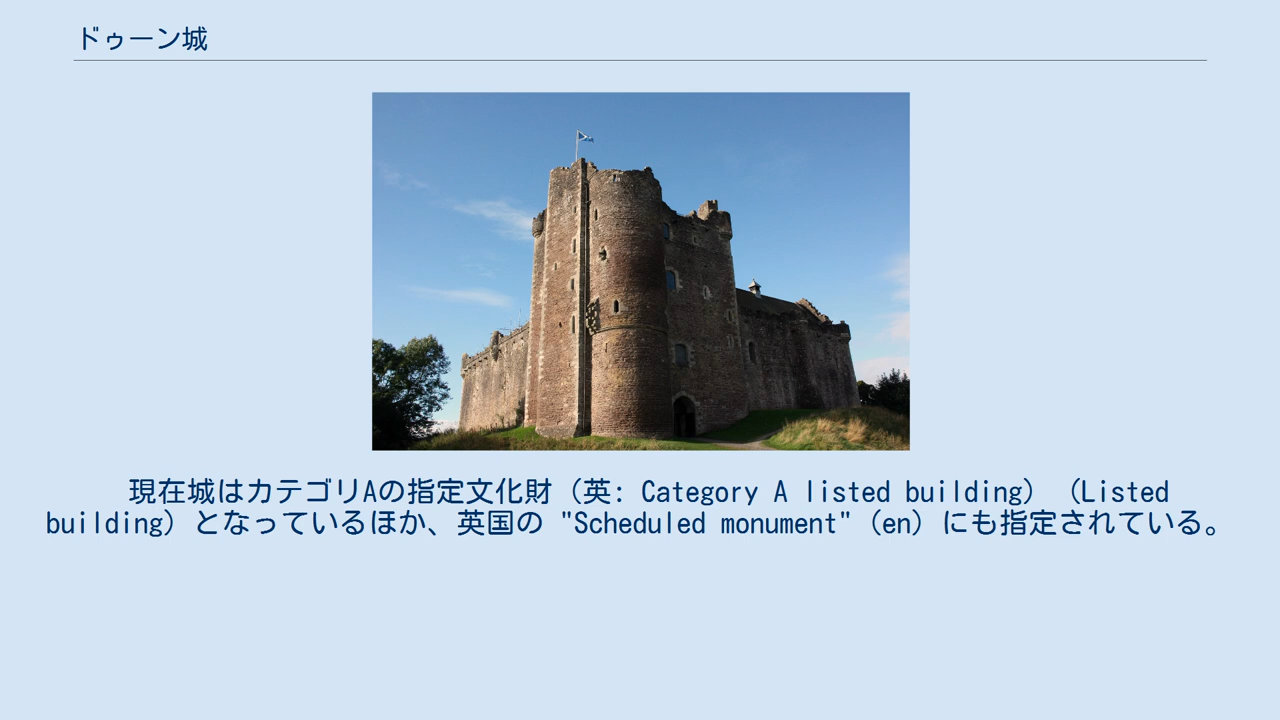 ドゥーン城
現在城はカテゴリAの指定文化財（英: Category A listed building）（Listed
building）となっているほか、英国の "Scheduled monument"（en）にも指定されている。